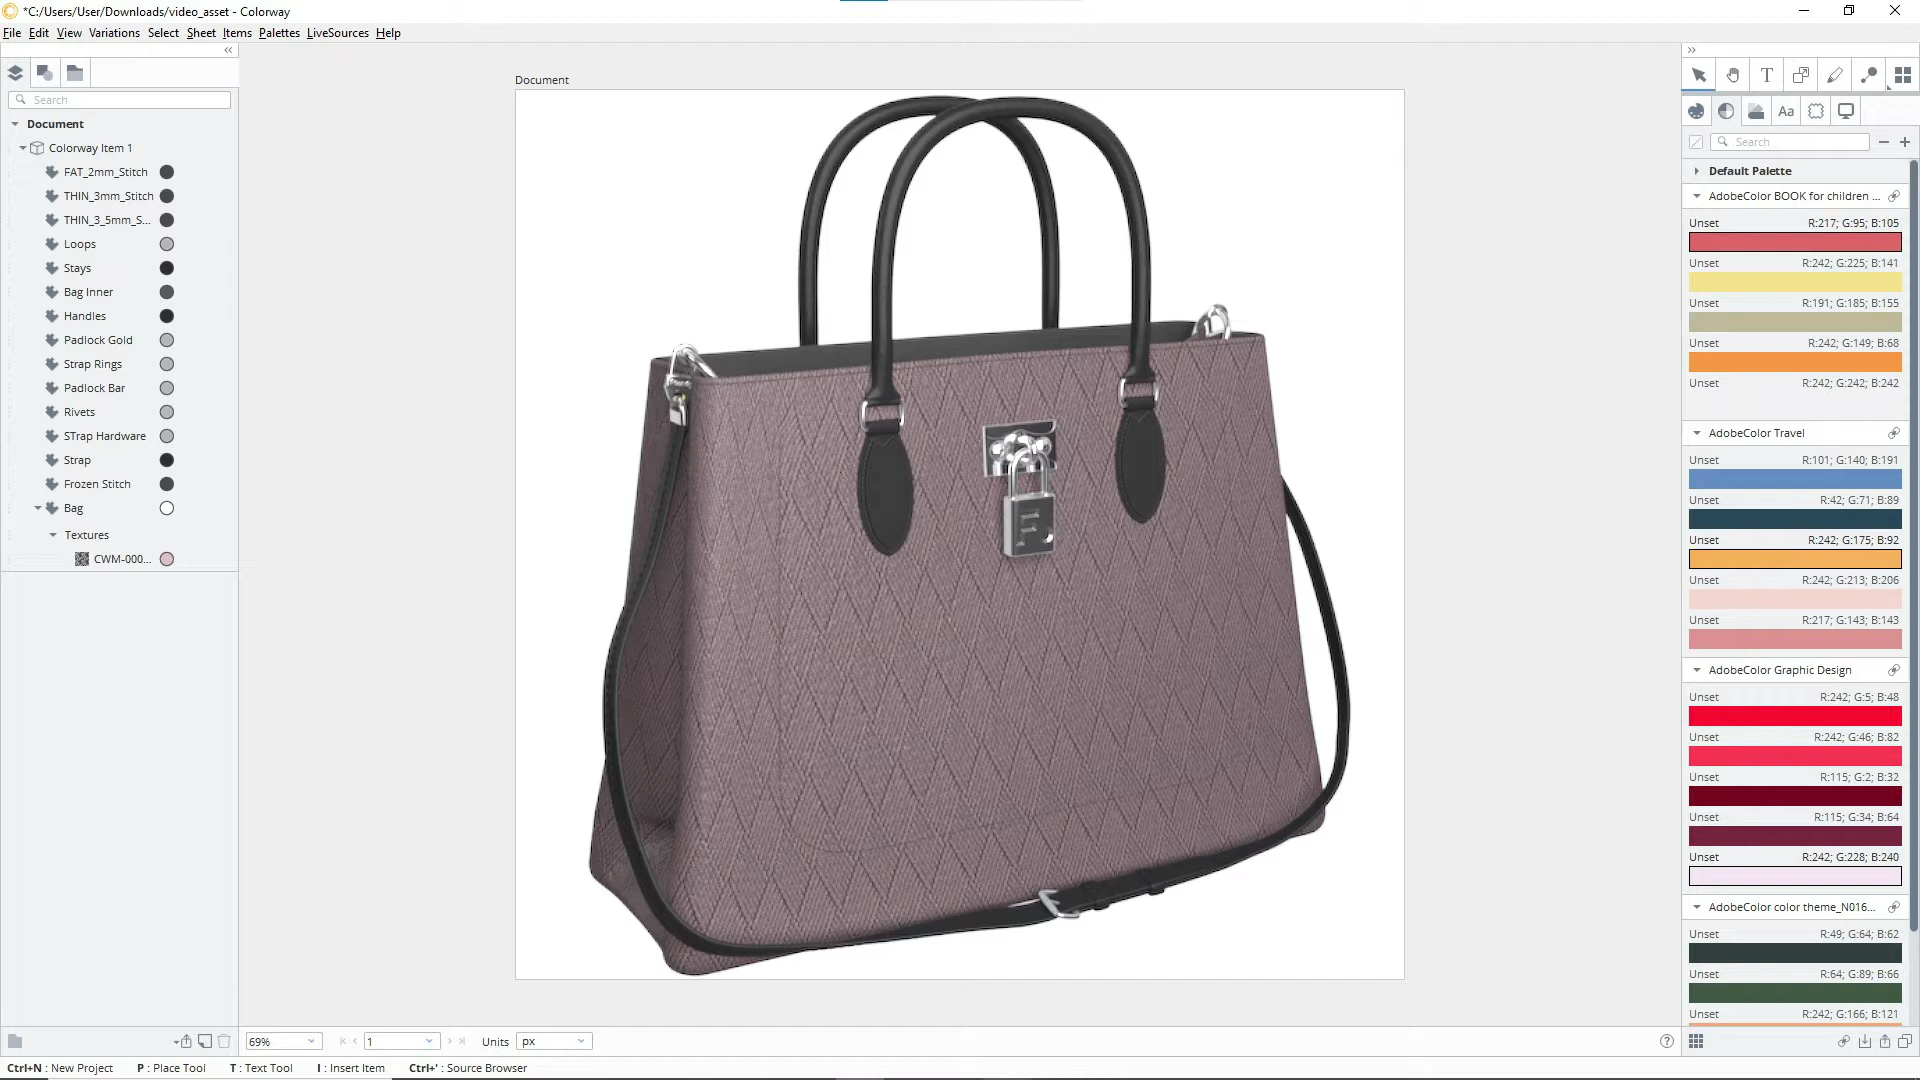 *C:/Users/User/Downloads/video_asset - Colorway
File Edit View Variations Select Sheet Items Palettes LiveSources Help
Search
Document
Colorway Item 1
FAT_2mm_Stitch
THIN_3mm_Stitch
THIN_3_5mm_S...
Loops
Stays
Bag Inner
Handles
Padlock Gold
Strap Rings
Padlock Bar
Rivets
STrap Hardware
Strap
Frozen Stitch
Bag
Textures
CWM-000...
Document
F
T
Aa
Search
Default Palette
AdobeColor BOOK for children ...
Unset R:217; G:95; B:105
Unset R:242; G:225; B:141
Unset R:191; G:185; B:155
Unset R:242; G:149; B:68
Unset R:242; G:242; B:242
AdobeColor Travel
Unset R:101; G:140; B:191
Unset R:42; G:71; B:89
Unset R:242; G:175; B:92
Unset R:242; G:213; B:206
Unset R:217; G:143; B:143
AdobeColor Graphic Design
Unset R:242; G:5; B:48
Unset R:242; G:46; B:82
Unset R:115; G:2; B:32
Unset R:115; G:34; B:64
Unset R:242; G:228; B:240
AdobeColor color theme_N016...
Unset R:49; G:64; B:62
Unset R:64; G:89; B:66
Unset R:242; G:166; B:121
69% 1 Units px
Ctrl+N : New Project P : Place Tool T : Text Tool I : Insert Item Ctrl+' : Source Browser